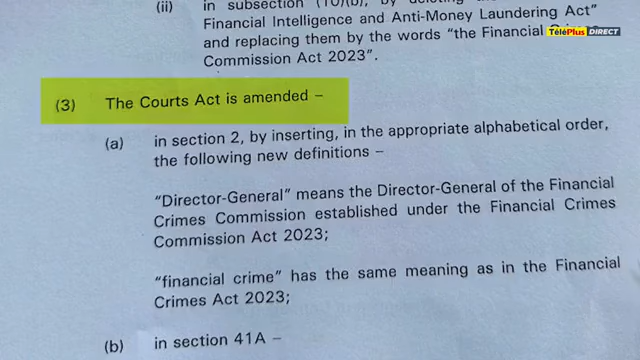 (ii) in subsection (10)(b), by deleting the
Financial Intelligence and Anti-Money Laundering Act"
and replacing them by the words "the Financial
Commission Act 2023".
TéléPlus DIRECT
(3) The Courts Act is amended –
(a) in section 2, by inserting, in the appropriate alphabetical order,
the following new definitions –
"Director-General" means the Director-General of the Financial
Crimes Commission established under the Financial Crimes
Commission Act 2023;
"financial crime" has the same meaning as in the Financial
Crimes Act 2023;
(b) in section 41A –